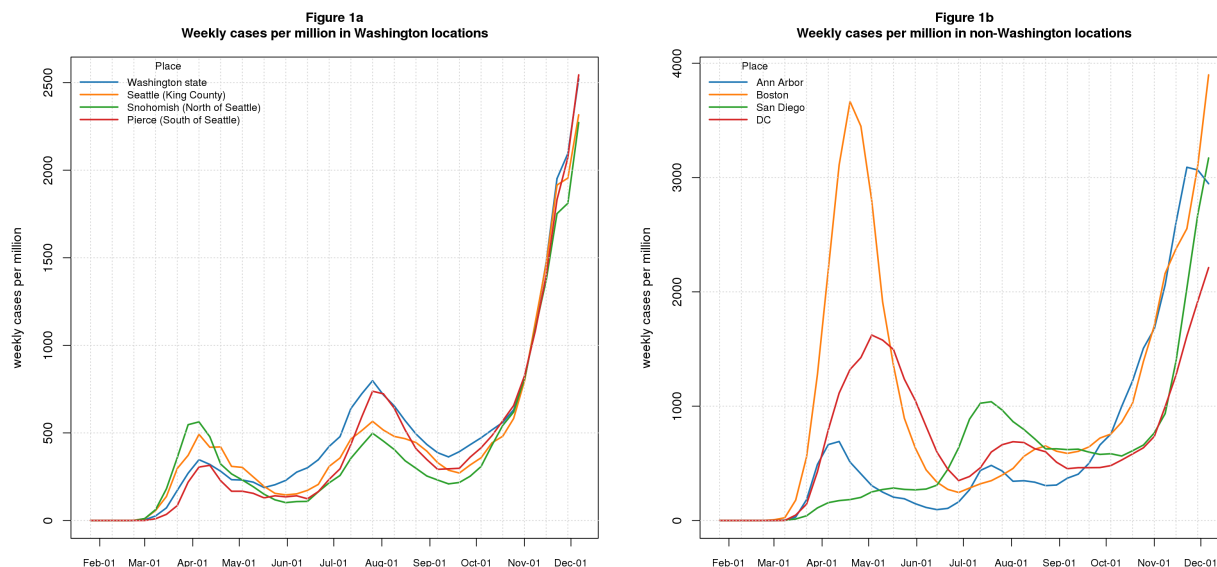 Figure 1a
Weekly cases per million in Washington locations
weekly cases per million
2500
2000
1500
1000
500
0
Place
Washington state
Seattle (King County)
Snohomish (North of Seattle)
Pierce (South of Seattle)
Feb-01 Mar-01 Apr-01 May-01 Jun-01 Jul-01 Aug-01 Sep-01 Oct-01 Nov-01 Dec-01
Figure 1b
Weekly cases per million in non-Washington locations
weekly cases per million
4000
3000
2000
1000
0
Place
Ann Arbor
Boston
San Diego
DC
Feb-01 Mar-01 Apr-01 May-01 Jun-01 Jul-01 Aug-01 Sep-01 Oct-01 Nov-01 Dec-01